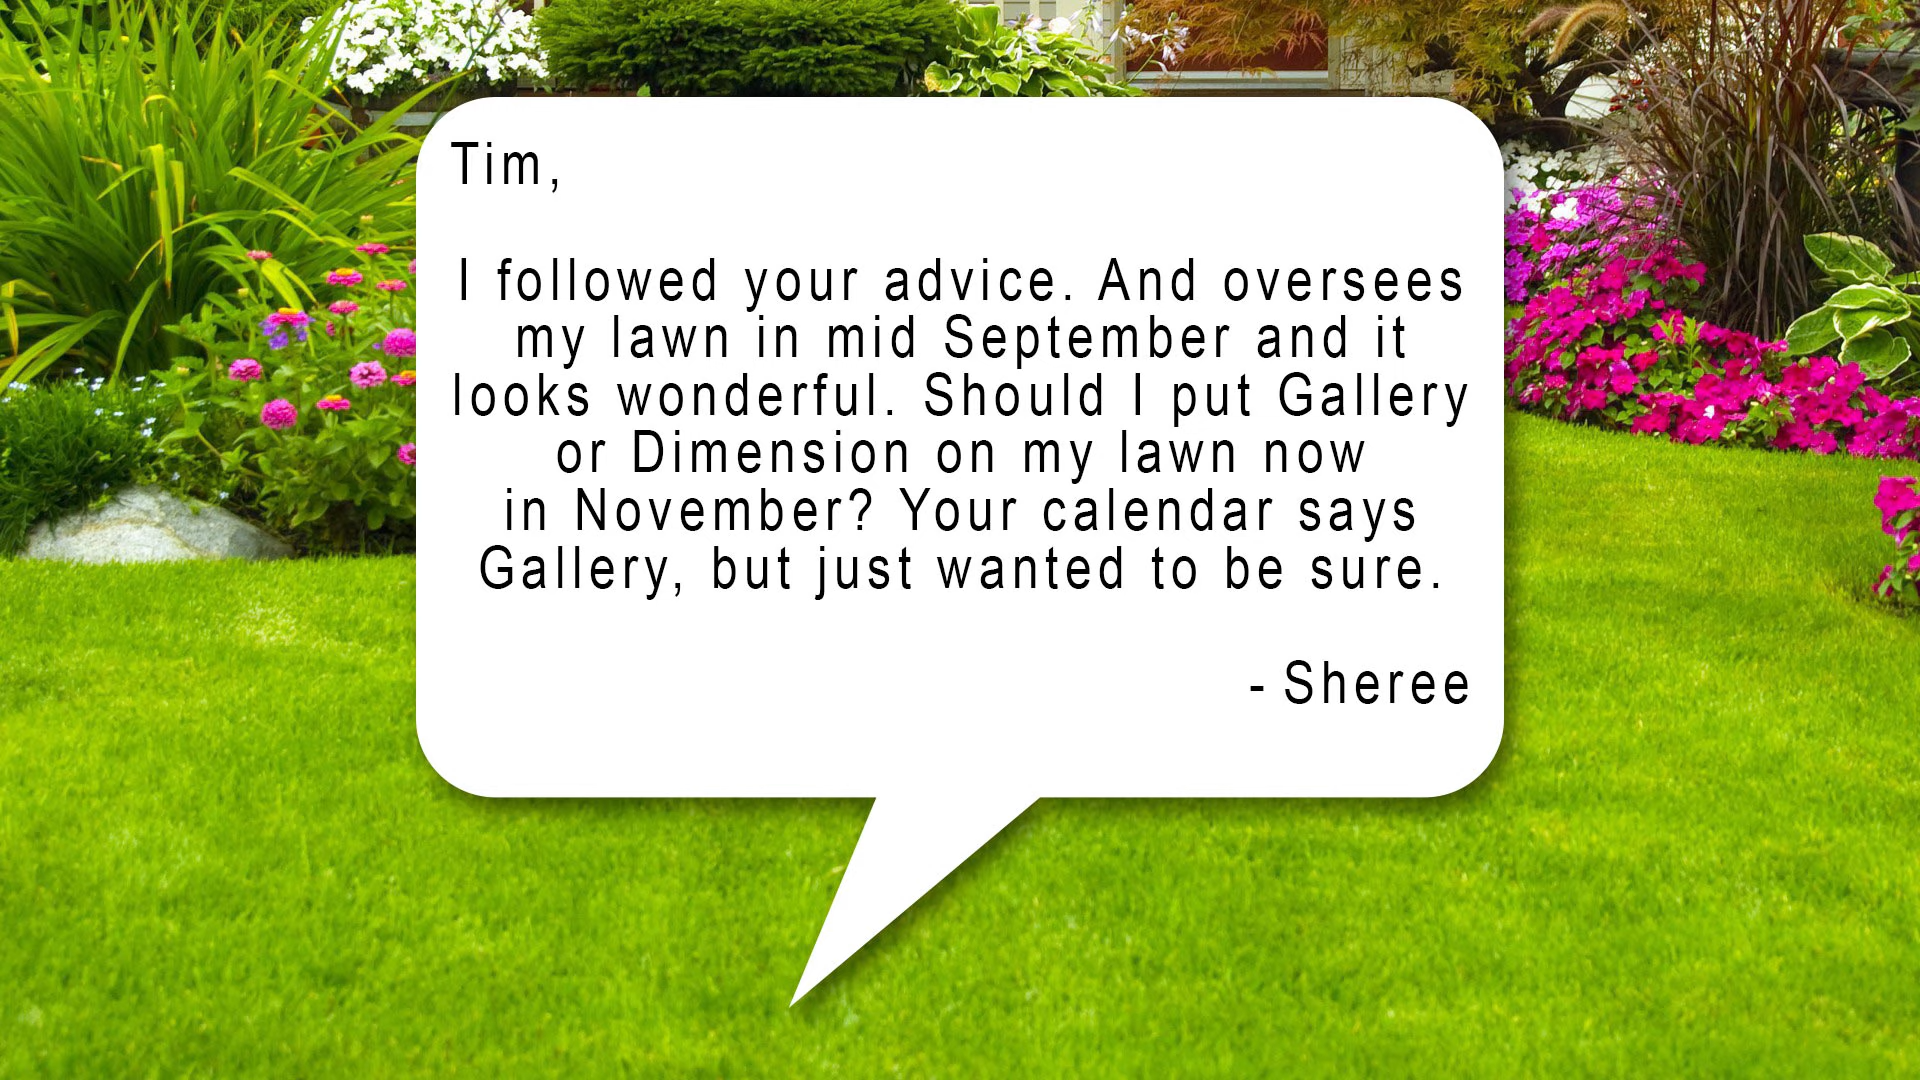 Tim,
I followed your advice. And oversees
my lawn in mid September and it
looks wonderful. Should I put Gallery
or Dimension on my lawn now
in November? Your calendar says
Gallery, but just wanted to be sure.
- Sheree